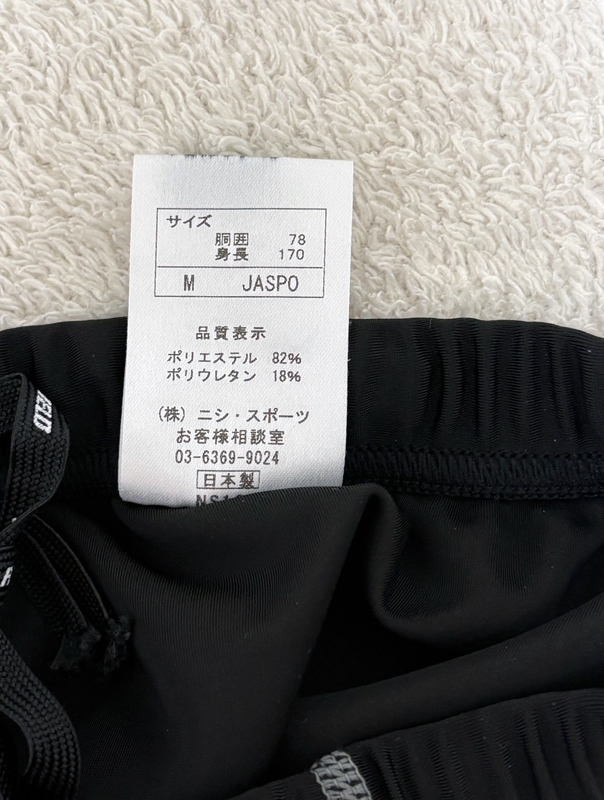 サイズ
胴囲 78
身長 170
M JASPO
品質表示
ポリエステル 82%
ポリウレタン 18%
(株) ニシ・スポーツ
お客様相談室
03-6369-9024
日本製